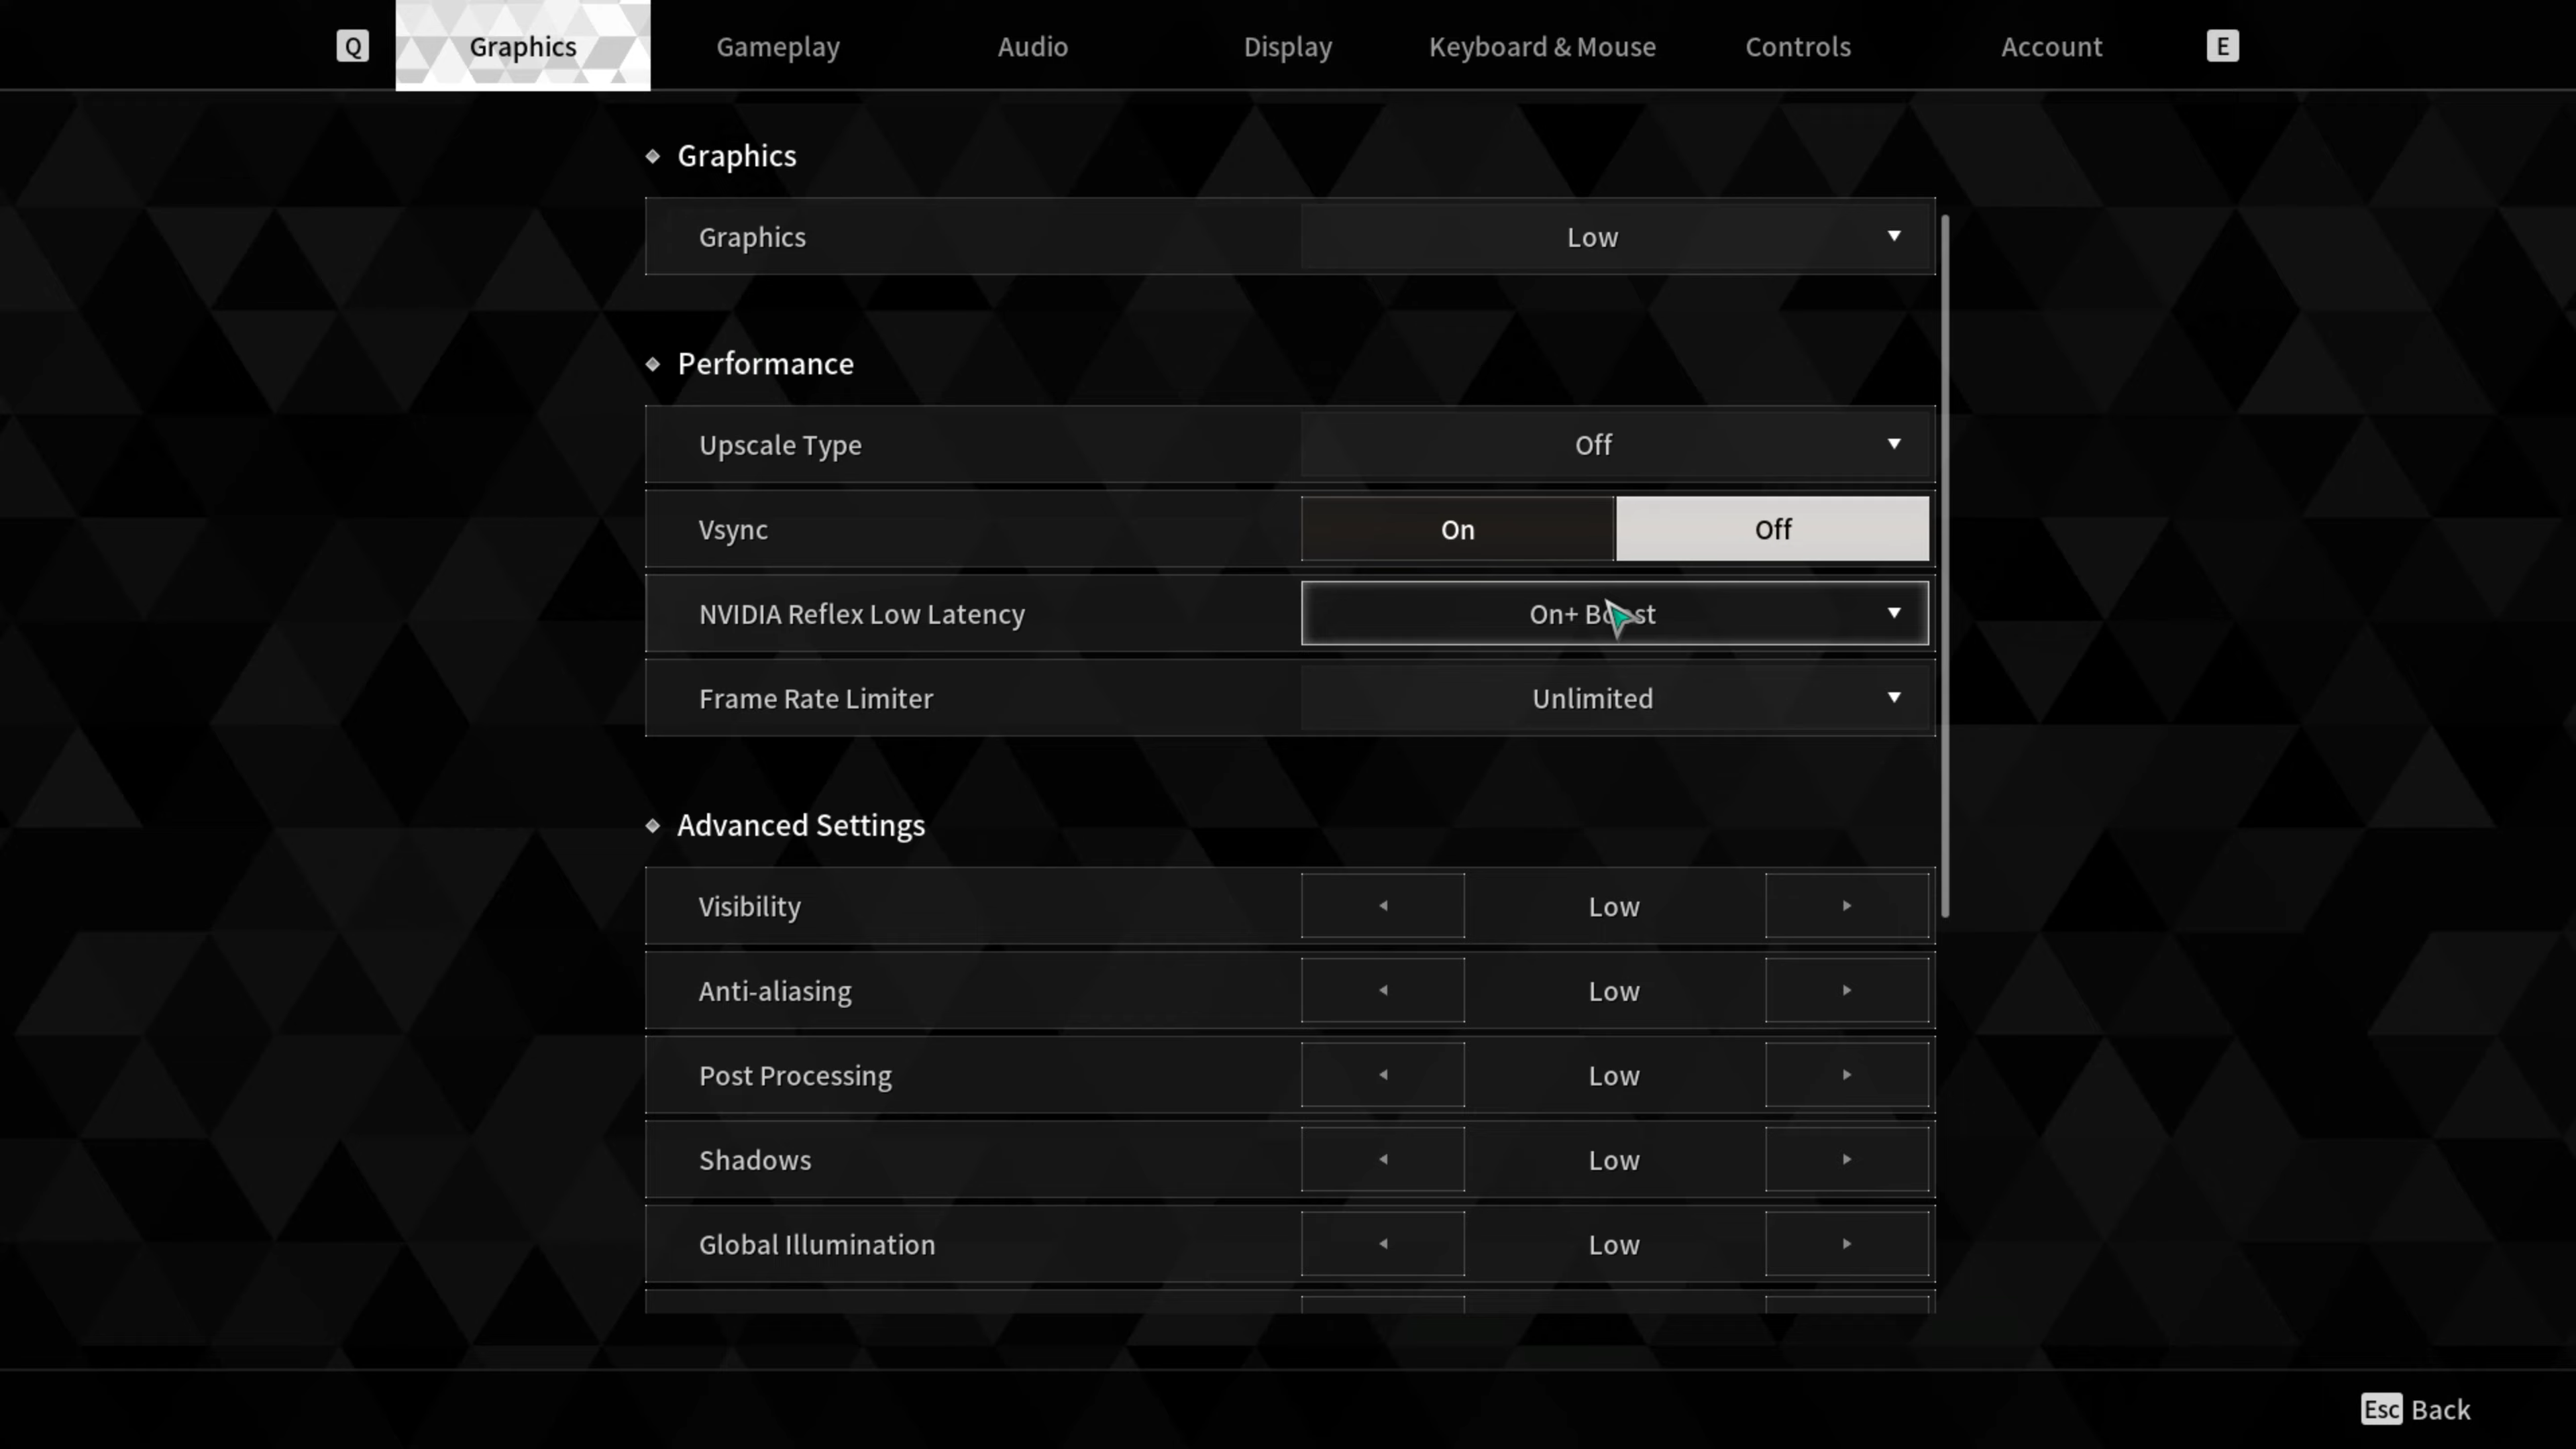 Q Graphics Gameplay Audio Display Keyboard & Mouse Controls Account E
Graphics
Graphics Low
Performance
Upscale Type Off
Vsync On Off
NVIDIA Reflex Low Latency On+ Boost
Frame Rate Limiter Unlimited
Advanced Settings
Visibility Low
Anti-aliasing Low
Post Processing Low
Shadows Low
Global Illumination Low
Esc Back